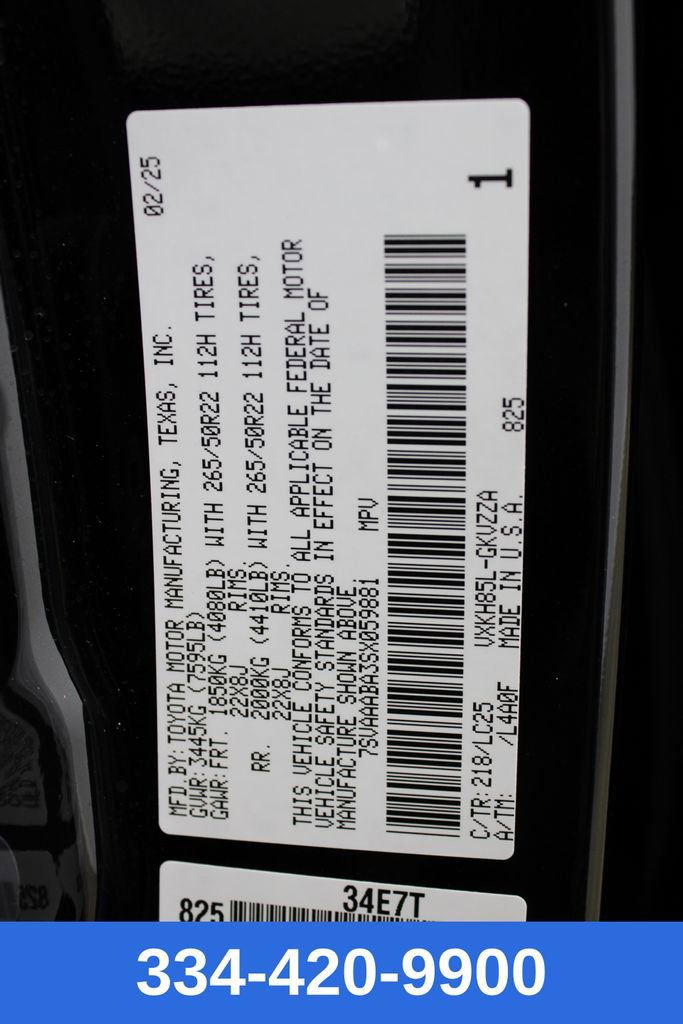 MFD.BY:TOYOTA MOTOR MANUFACTURING, TEXAS, INC. 02/25
GVWR:3445KG (7595LB)
GAWR:FRT. 1850KG (4080LB) WITH 265/50R22 112H TIRES,
22X8J RIMS.
RR. 2000KG (4410LB) WITH 265/50R22 112H TIRES,
22X8J RIMS.
THIS VEHICLE CONFORMS TO ALL APPLICABLE FEDERAL MOTOR
VEHICLE SAFETY STANDARDS IN EFFECT ON THE DATE OF
MANUFACTURE SHOWN ABOVE.
7SVAAABA3SX059881 MPV
1
C/TR:218/LC25 VXKH85L-GKVZZA
A/TM: /L4A0F MADE IN U.S.A. 825
34E7T
825
334-420-9900